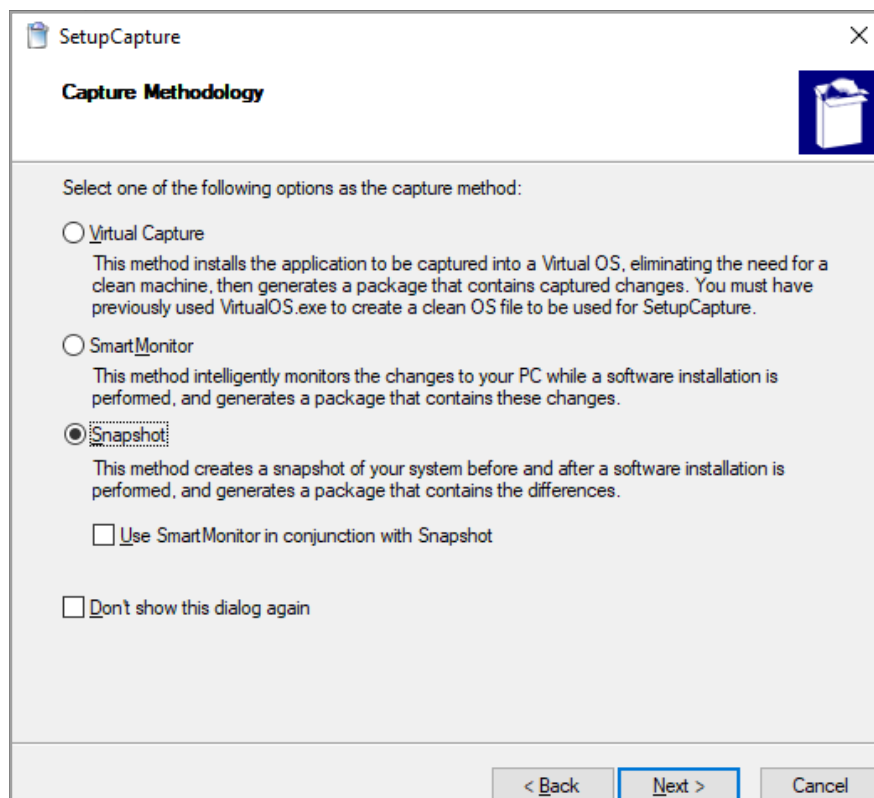 SetupCapture
Capture Methodology
Select one of the following options as the capture method:
Virtual Capture
This method installs the application to be captured into a Virtual OS, eliminating the need for a
clean machine, then generates a package that contains captured changes. You must have
previously used VirtualOS.exe to create a clean OS file to be used for SetupCapture.
SmartMonitor
This method intelligently monitors the changes to your PC while a software installation is
performed, and generates a package that contains these changes.
Snapshot
This method creates a snapshot of your system before and after a software installation is
performed, and generates a package that contains the differences.
Use SmartMonitor in conjunction with Snapshot
Don't show this dialog again
< Back Next > Cancel